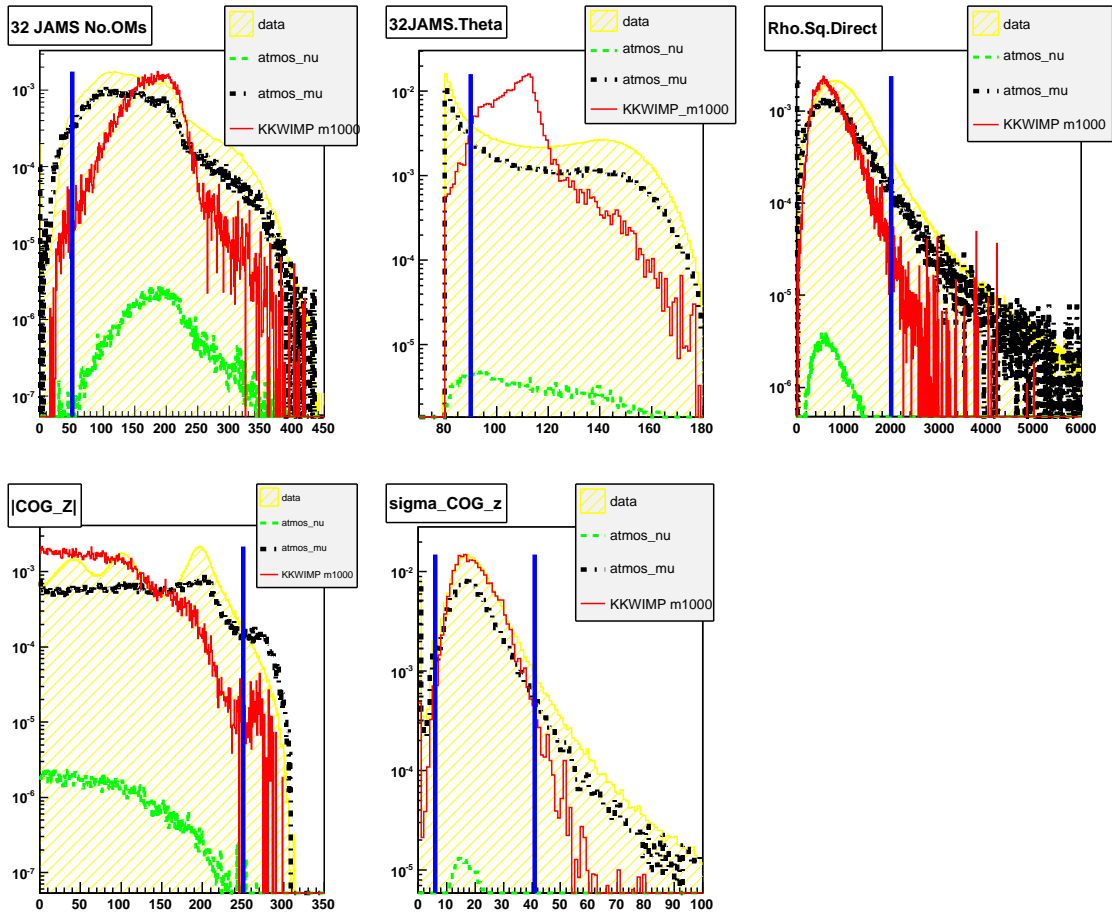 32 JAMS No.OMs
data
atmos_nu
atmos_mu
KKWIMP m1000
10^-3
10^-4
10^-5
10^-6
10^-7
0 50 100 150 200 250 300 350 400 450
32JAMS.Theta
data
atmos_nu
atmos_mu
KKWIMP_m1000
10^-2
10^-3
10^-4
10^-5
80 100 120 140 160 180
Rho.Sq.Direct
data
atmos_nu
atmos_mu
KKWIMP m1000
10^-3
10^-4
10^-5
10^-6
0 1000 2000 3000 4000 5000 6000
|COG_Z|
data
atmos_nu
atmos_mu
KKWIMP m1000
10^-3
10^-4
10^-5
10^-6
10^-7
0 50 100 150 200 250 300 350
sigma_COG_z
data
atmos_nu
atmos_mu
KKWIMP m1000
10^-2
10^-3
10^-4
10^-5
0 10 20 30 40 50 60 70 80 90 100